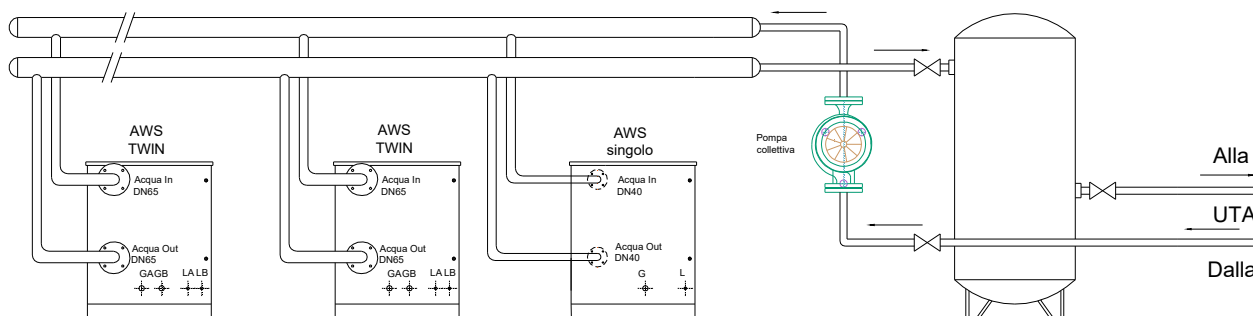 AWS
TWIN
Acqua In
DN65
Acqua Out
DN65
GAGB
LA LB
AWS
TWIN
Acqua In
DN65
Acqua Out
DN65
GAGB
LA LB
AWS
singolo
Acqua In
DN40
Acqua Out
DN40
G
L
Pompa
collettiva
Alla
UTA
Dalla